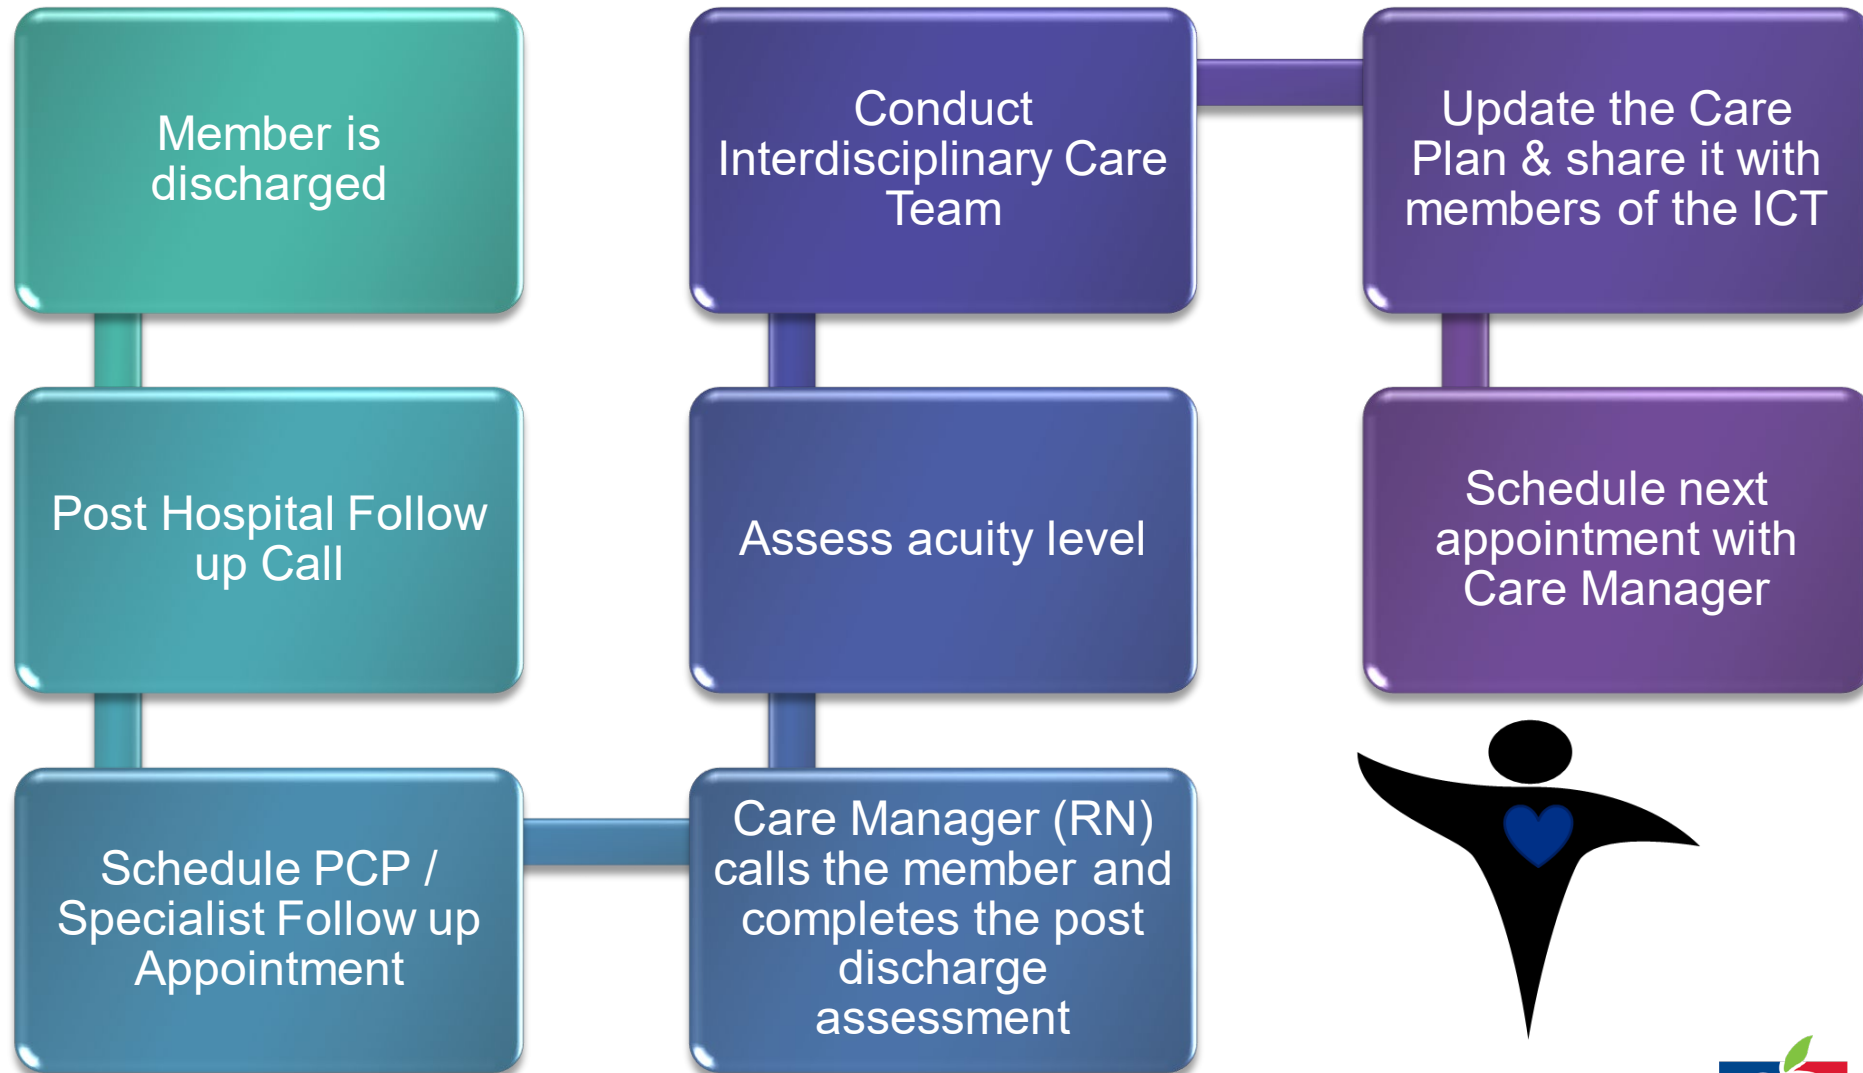 Member is
discharged
Post Hospital Follow
up Call
Schedule PCP /
Specialist Follow up
Appointment
Care Manager (RN)
calls the member and
completes the post
discharge
assessment
Assess acuity level
Conduct
Interdisciplinary Care
Team
Update the Care
Plan & share it with
members of the ICT
Schedule next
appointment with
Care Manager